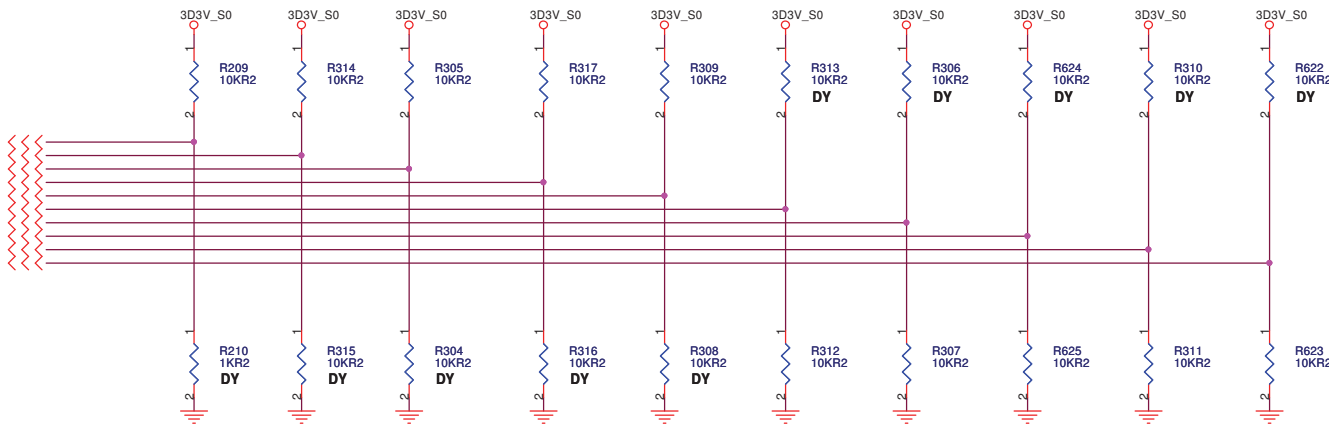 3D3V_S0 3D3V_S0 3D3V_S0 3D3V_S0 3D3V_S0 3D3V_S0 3D3V_S0 3D3V_S0 3D3V_S0 3D3V_S0
1 1 1 1 1 1 1 1 1 1
R209 R314 R305 R317 R309 R313 R306 R624 R310 R622
10KR2 10KR2 10KR2 10KR2 10KR2 10KR2 10KR2 10KR2 10KR2 10KR2
DY DY DY DY DY
2 2 2 2 2 2 2 2 2 2
1 1 1 1 1 1 1 1 1 1
R210 R315 R304 R316 R308 R312 R307 R625 R311 R623
1KR2 10KR2 10KR2 10KR2 10KR2 10KR2 10KR2 10KR2 10KR2 10KR2
DY DY DY DY DY
2 2 2 2 2 2 2 2 2 2